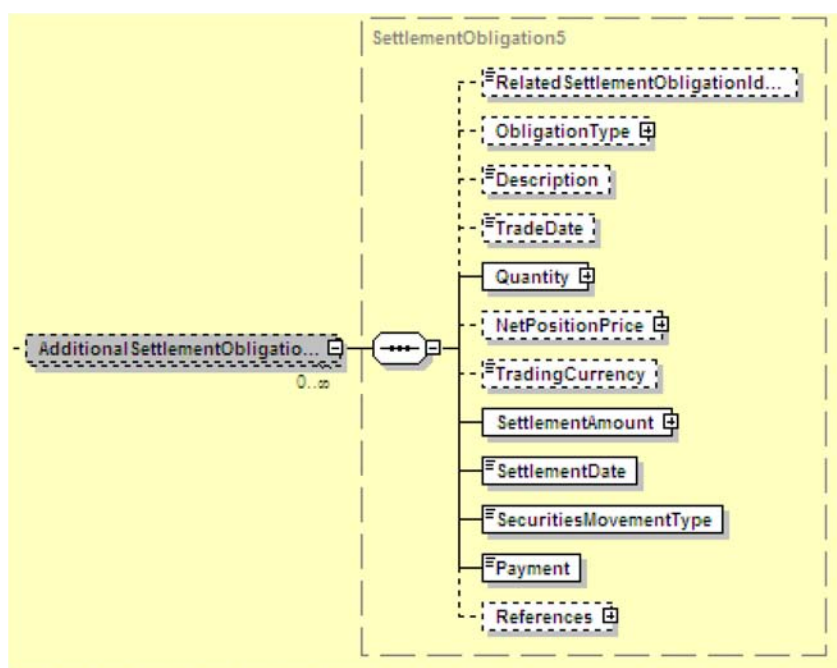 SettlementObligation5
RelatedSettlementObligationId...
ObligationType
Description
TradeDate
Quantity
NetPositionPrice
AdditionalSettlementObligatio...
0..∞
TradingCurrency
SettlementAmount
SettlementDate
SecuritiesMovementType
Payment
References